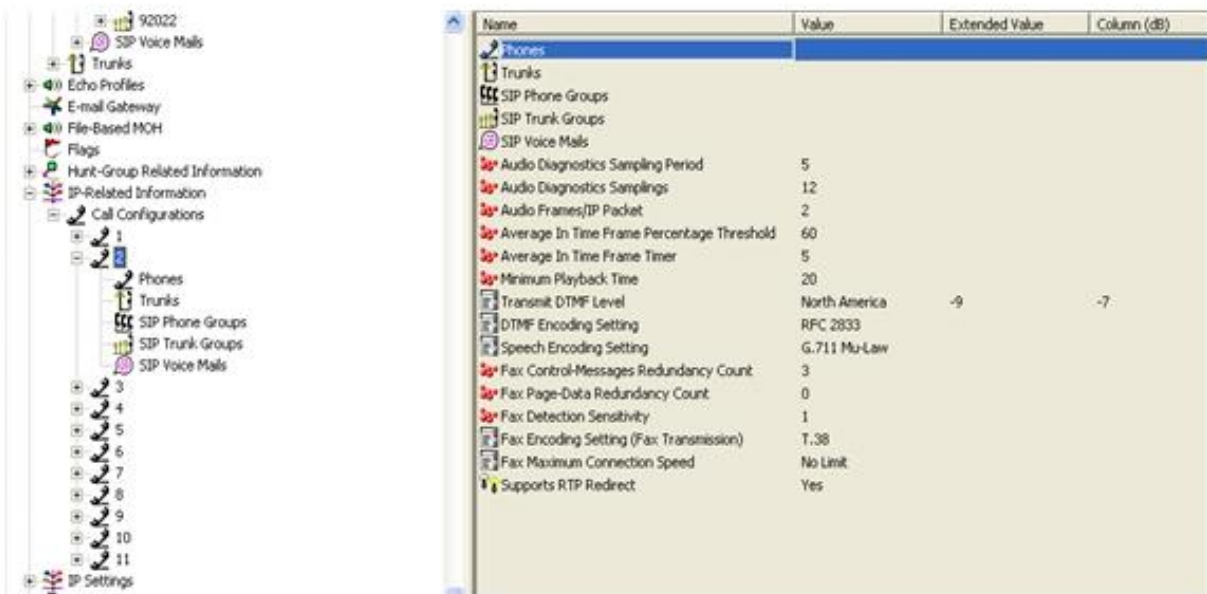 92022
SIP Voice Mails
Trunks
Echo Profiles
E-mail Gateway
File-Based MOH
Flags
Hunt-Group Related Information
IP-Related Information
Call Configurations
1
2
Phones
Trunks
SIP Phone Groups
SIP Trunk Groups
SIP Voice Mails
3
4
5
6
7
8
9
10
11
IP Settings
Name Value Extended Value Column (dB)
Phones
Trunks
SIP Phone Groups
SIP Trunk Groups
SIP Voice Mails
Audio Diagnostics Sampling Period 5
Audio Diagnostics Samplings 12
Audio Frames/IP Packet 2
Average In Time Frame Percentage Threshold 60
Average In Time Frame Timer 5
Minimum Playback Time 20
Transmit DTMF Level North America -9 -7
DTMF Encoding Setting RFC 2833
Speech Encoding Setting G.711 Mu-Law
Fax Control-Messages Redundancy Count 3
Fax Page-Data Redundancy Count 0
Fax Detection Sensitivity 1
Fax Encoding Setting (Fax Transmission) T.38
Fax Maximum Connection Speed No Limit
Supports RTP Redirect Yes